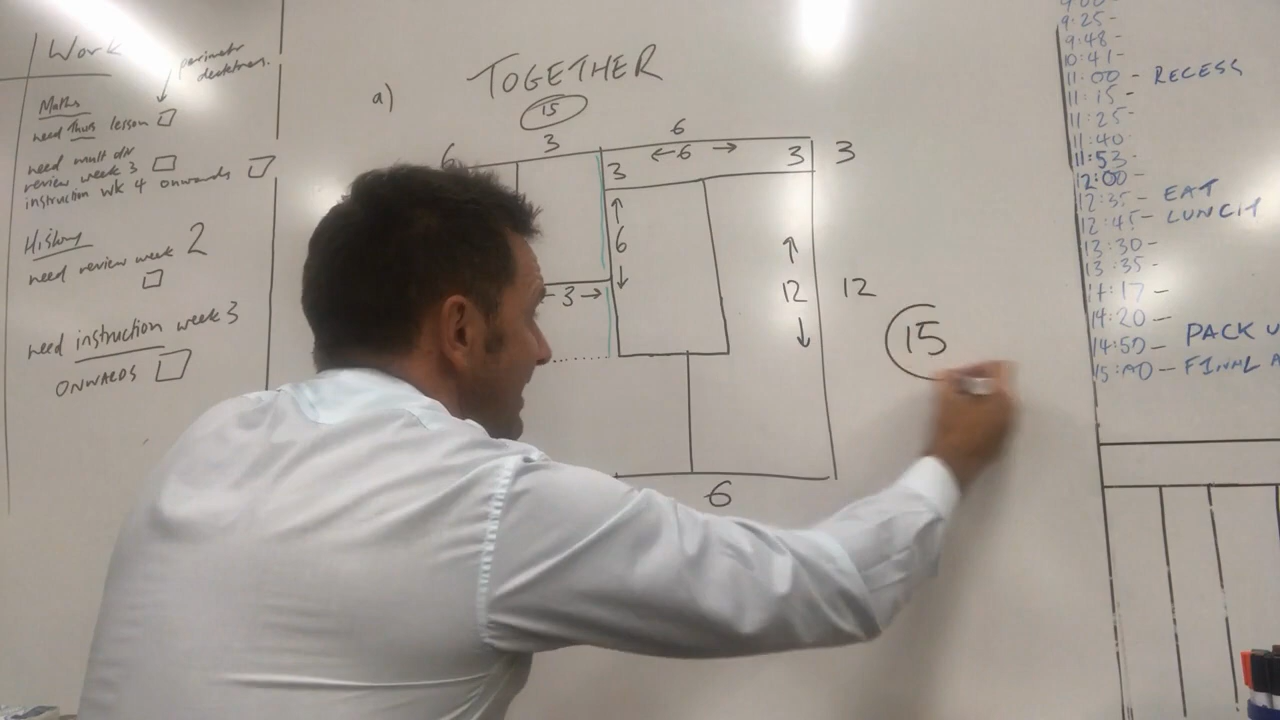 Work
perimeter
Maths
need Thurs lesson
need mult div
review week 3
instruction wk 4 onwards
History
need review week 2
need instruction week 3
ONWARDS
TOGETHER
a)
15
6 3 6
3 ←6→ 3 3
6
←3→ 12 12
15
6
9:25-
9:48-
10:41-
11:00 - RECESS
11:15-
11:25-
11:40-
11:53-
12:00-
12:35- EAT
12:45- LUNCH
13:30-
13:35-
14:17-
14:20-
14:50- PACK U
15:00- FINAL A